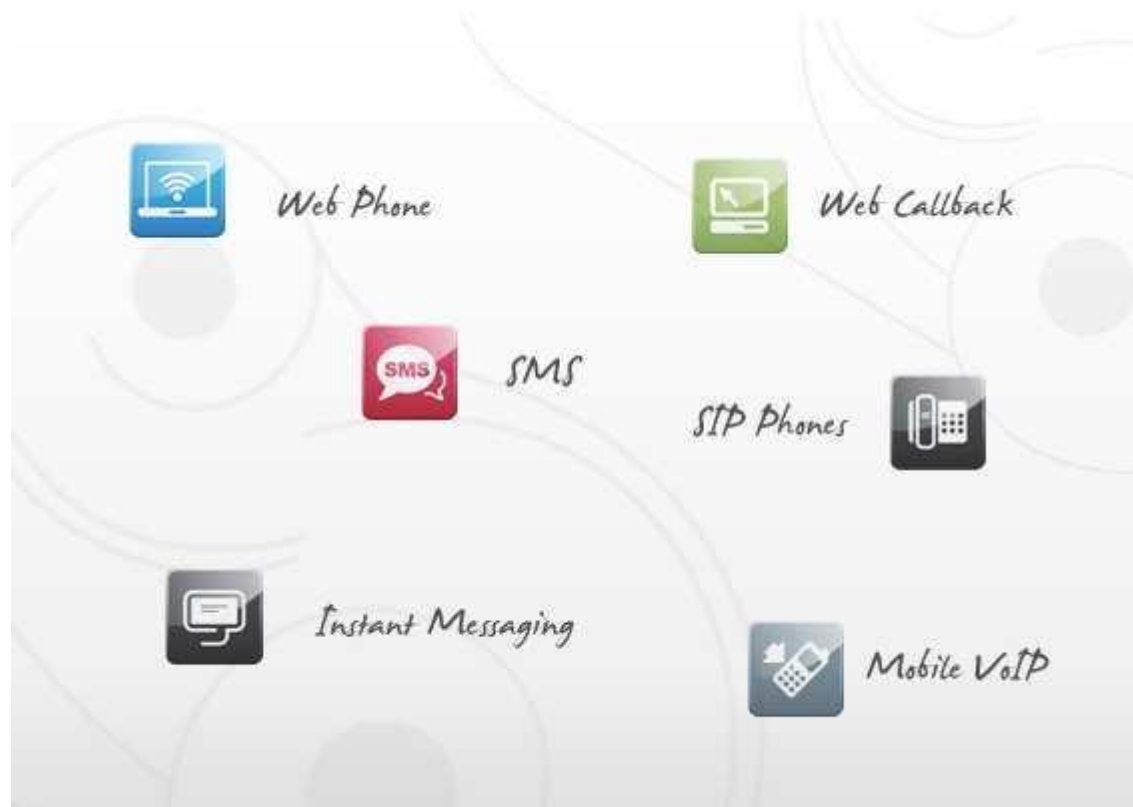 Web Phone
Web Callback
SMS
SMS
SIP Phones
Instant Messaging
Mobile VoIP